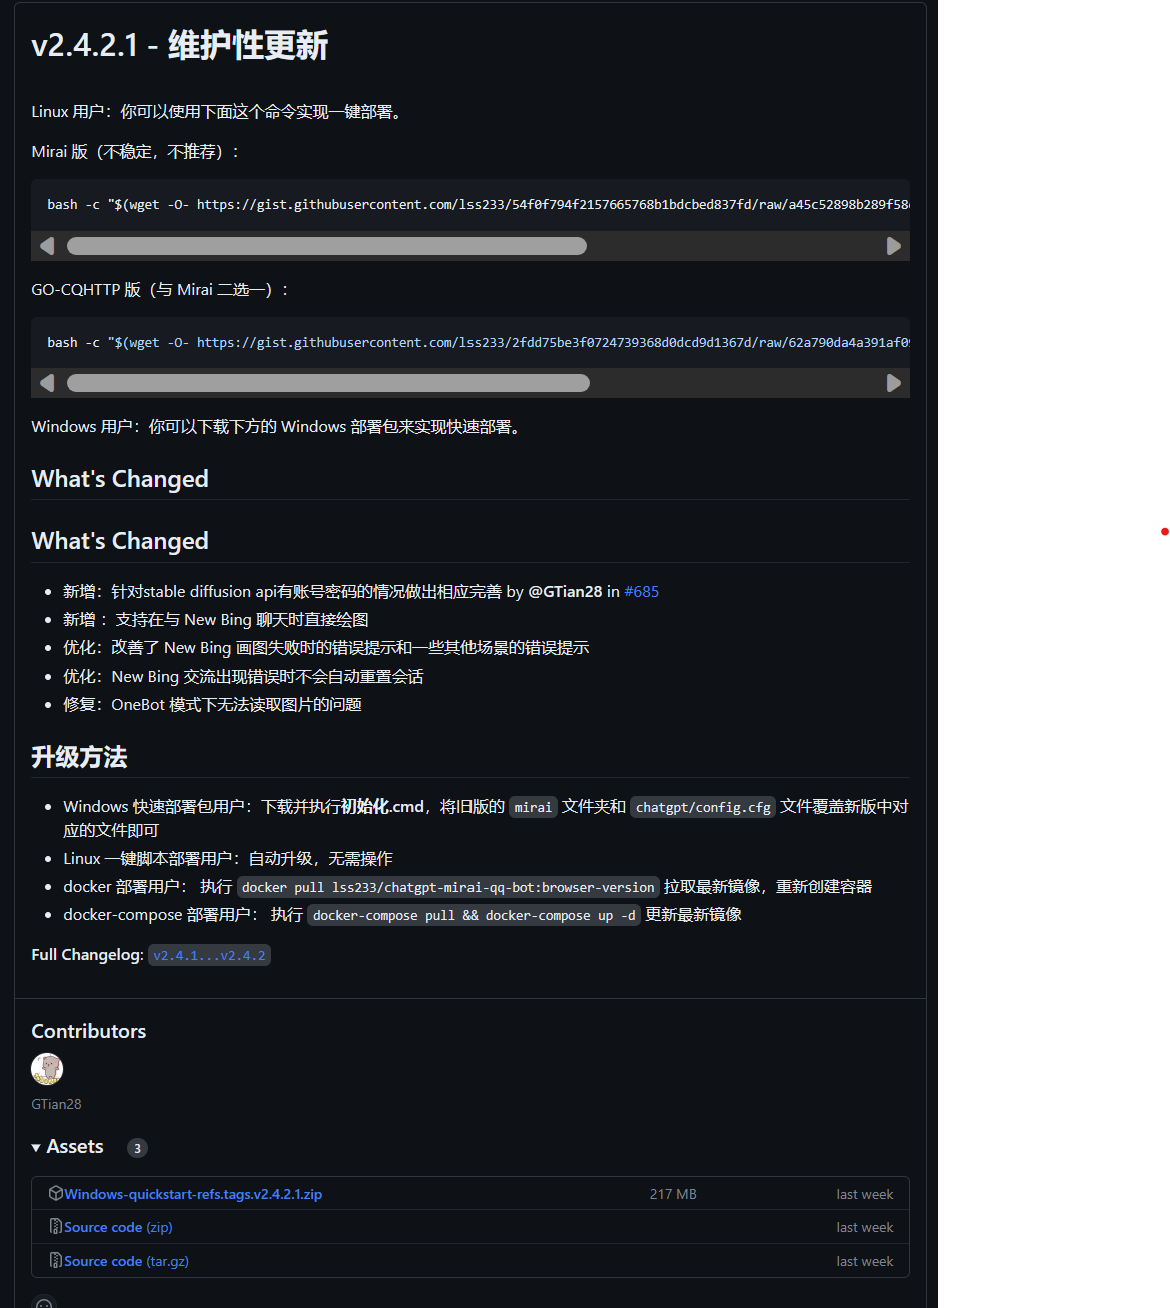 v2.4.2.1 - 维护性更新
Linux 用户：你可以使用下面这个命令实现一键部署。
Mirai 版（不稳定，不推荐）：
bash -c "$(wget -O- https://gist.githubusercontent.com/lss233/54f0f794f2157665768b1bdcbed837fd/raw/a45c52898b289f58
GO-CQHTTP 版（与 Mirai 二选一）：
bash -c "$(wget -O- https://gist.githubusercontent.com/lss233/2fdd75be3f0724739368d0dcd9d1367d/raw/62a790da4a391af0
Windows 用户：你可以下载下方的 Windows 部署包来实现快速部署。
What's Changed
What's Changed
新增：针对stable diffusion api有账号密码的情况做出相应完善 by @GTian28 in #685
新增 ：支持在与 New Bing 聊天时直接绘图
优化：改善了 New Bing 画图失败时的错误提示和一些其他场景的错误提示
优化：New Bing 交流出现错误时不会自动重置会话
修复：OneBot 模式下无法读取图片的问题
升级方法
Windows 快速部署包用户：下载并执行初始化.cmd，将旧版的 mirai 文件夹和 chatgpt/config.cfg 文件覆盖新版中对
应的文件即可
Linux 一键脚本部署用户：自动升级，无需操作
docker 部署用户： 执行 docker pull lss233/chatgpt-mirai-qq-bot:browser-version 拉取最新镜像，重新创建容器
docker-compose 部署用户： 执行 docker-compose pull && docker-compose up -d 更新最新镜像
Full Changelog: v2.4.1...v2.4.2
Contributors
GTian28
Assets 3
Windows-quickstart-refs.tags.v2.4.2.1.zip 217 MB last week
Source code (zip) last week
Source code (tar.gz) last week